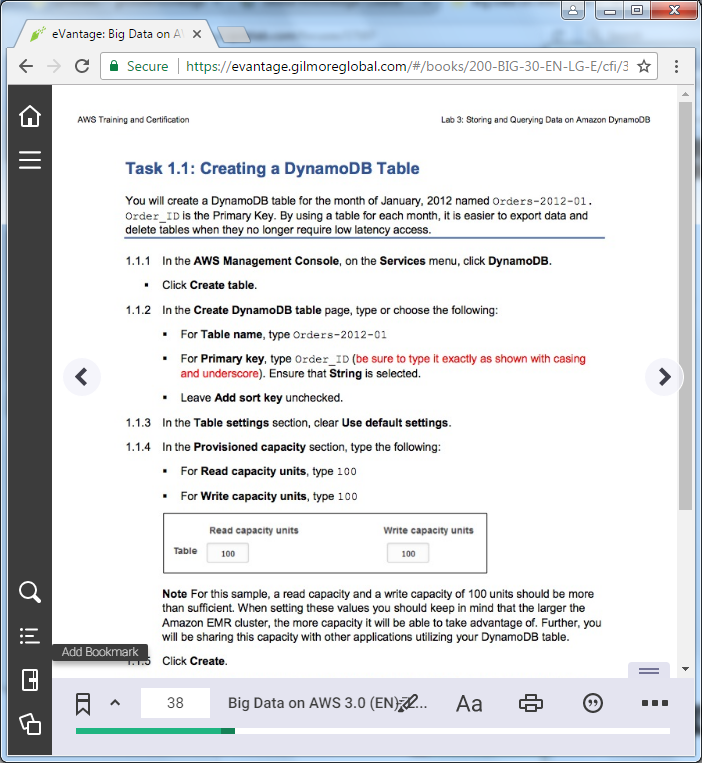 eVantage: Big Data on A
Secure
https://evantage.gilmoreglobal.com/#/books/200-BIG-30-EN-LG-E/cfi/3
AWS Training and Certification
Lab 3: Storing and Querying Data on Amazon DynamoDB
Task 1.1: Creating a DynamoDB Table
You will create a DynamoDB table for the month of January, 2012 named Orders-2012-01.
Order_ID is the Primary Key. By using a table for each month, it is easier to export data and
delete tables when they no longer require low latency access.
1.1.1 In the AWS Management Console, on the Services menu, click DynamoDB.
▪ Click Create table.
1.1.2 In the Create DynamoDB table page, type or choose the following:
▪ For Table name, type Orders-2012-01
▪ For Primary key, type Order_ID (be sure to type it exactly as shown with casing
and underscore). Ensure that String is selected.
▪ Leave Add sort key unchecked.
1.1.3 In the Table settings section, clear Use default settings.
1.1.4 In the Provisioned capacity section, type the following:
▪ For Read capacity units, type 100
▪ For Write capacity units, type 100
Read capacity units Write capacity units
Table 100 100
Note For this sample, a read capacity and a write capacity of 100 units should be more
than sufficient. When setting these values you should keep in mind that the larger the
Amazon EMR cluster, the more capacity it will be able to take advantage of. Further, you
will be sharing this capacity with other applications utilizing your DynamoDB table.
Add Bookmark
1.1.5 Click Create.
38 Big Data on AWS 3.0 (EN)... Aa